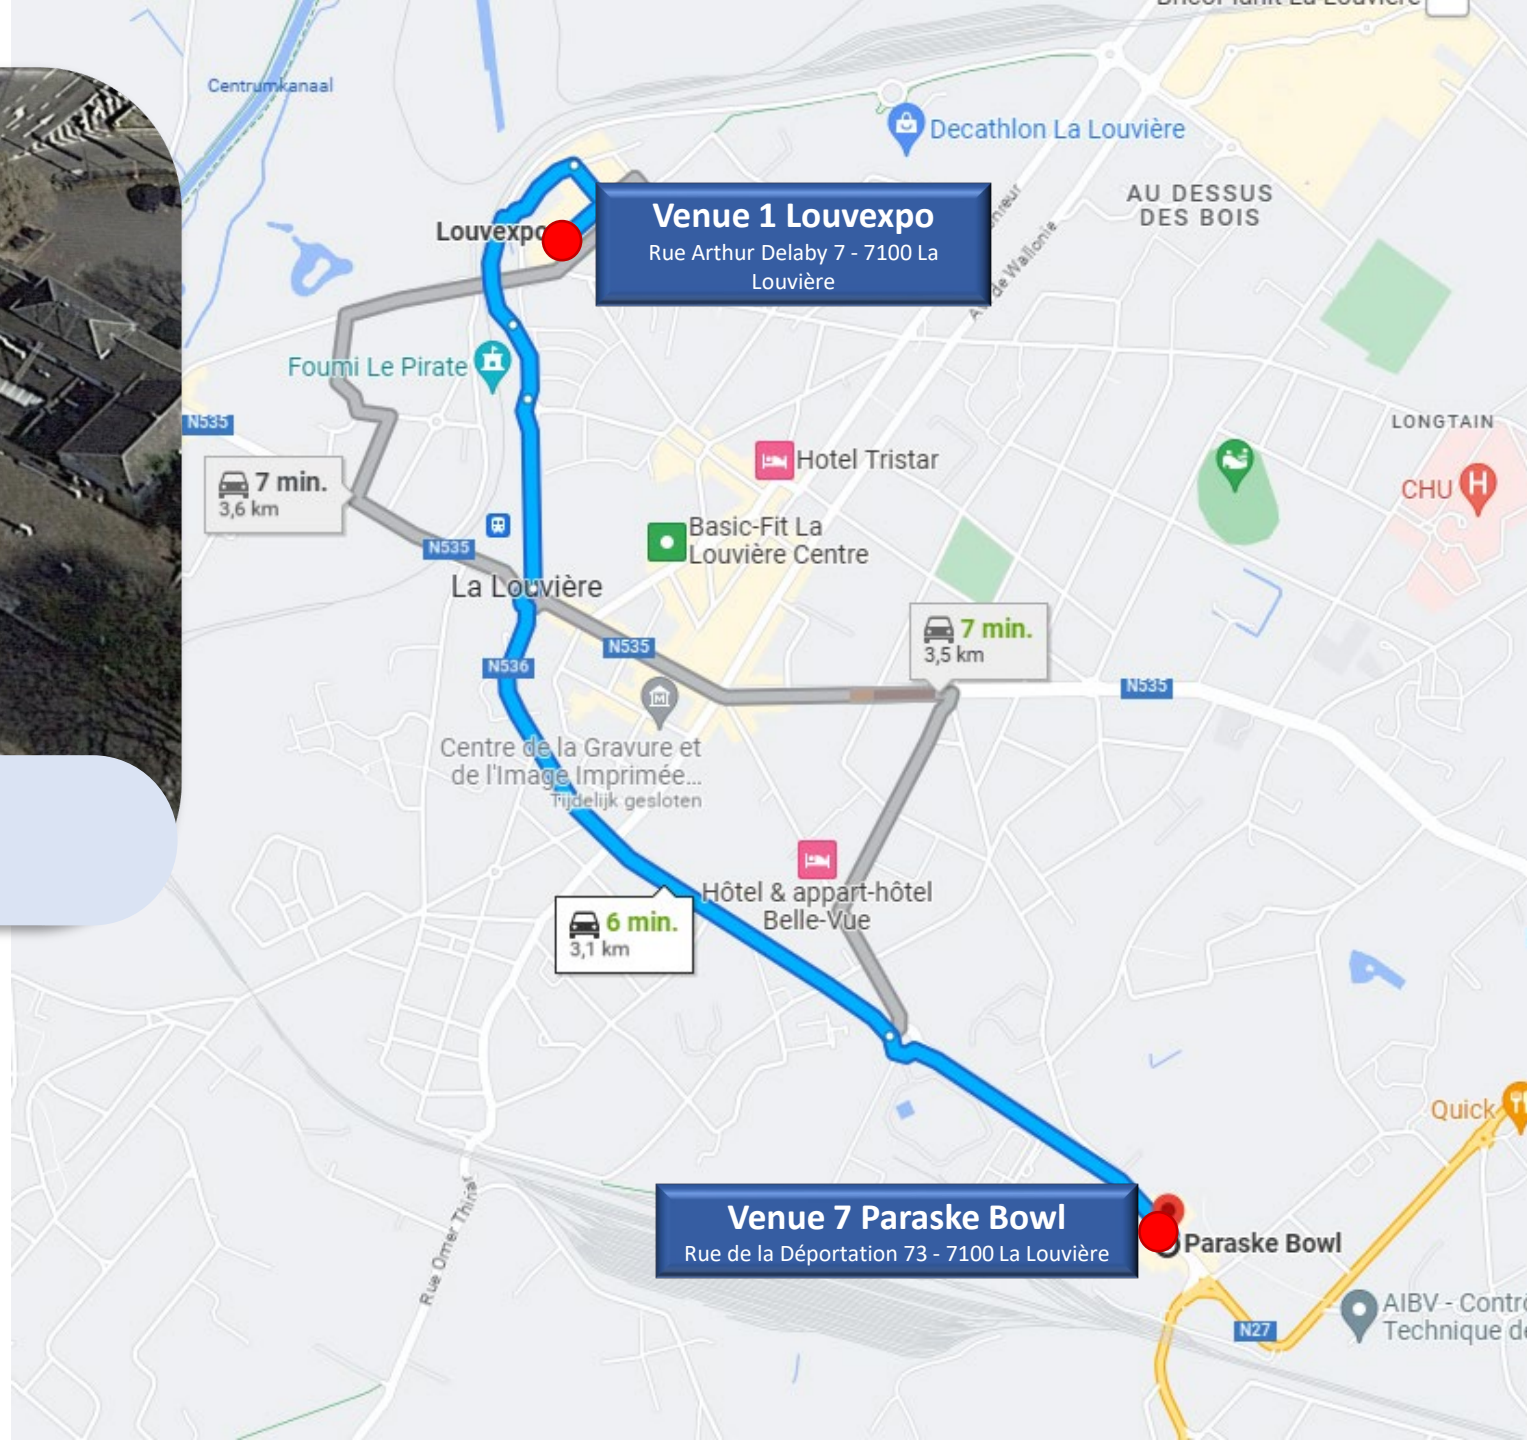 Centrumkanaal
Decathlon La Louvière
AU DESSUS
DES BOIS
Louvexpo
Venue 1 Louvexpo
Rue Arthur Delaby 7 - 7100 La
Louvière
de Wallonie
Foumi Le Pirate
N535
LONGTAIN
Hotel Tristar
CHU
7 min.
3,6 km
Basic-Fit La
Louvière Centre
N535
La Louvière
7 min.
3,5 km
N535
N536
N535
Centre de la Gravure et
de l'Image Imprimée...
Tijdelijk gesloten
Hôtel & appart-hôtel
Belle-Vue
6 min.
3,1 km
Quick
Rue Omer Thiriar
Venue 7 Paraske Bowl
Rue de la Déportation 73 - 7100 La Louvière
Paraske Bowl
AIBV - Contrô
Technique de
N27